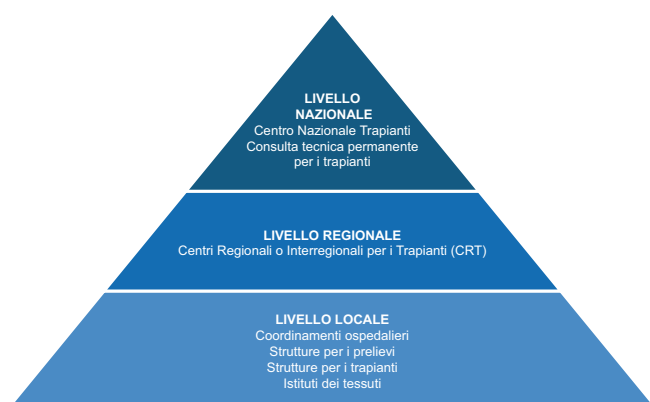 LIVELLO
NAZIONALE
Centro Nazionale Trapianti
Consulta tecnica permanente
per i trapianti
LIVELLO REGIONALE
Centri Regionali o Interregionali per i Trapianti (CRT)
LIVELLO LOCALE
Coordinamenti ospedalieri
Strutture per i prelievi
Strutture per i trapianti
Istituti dei tessuti